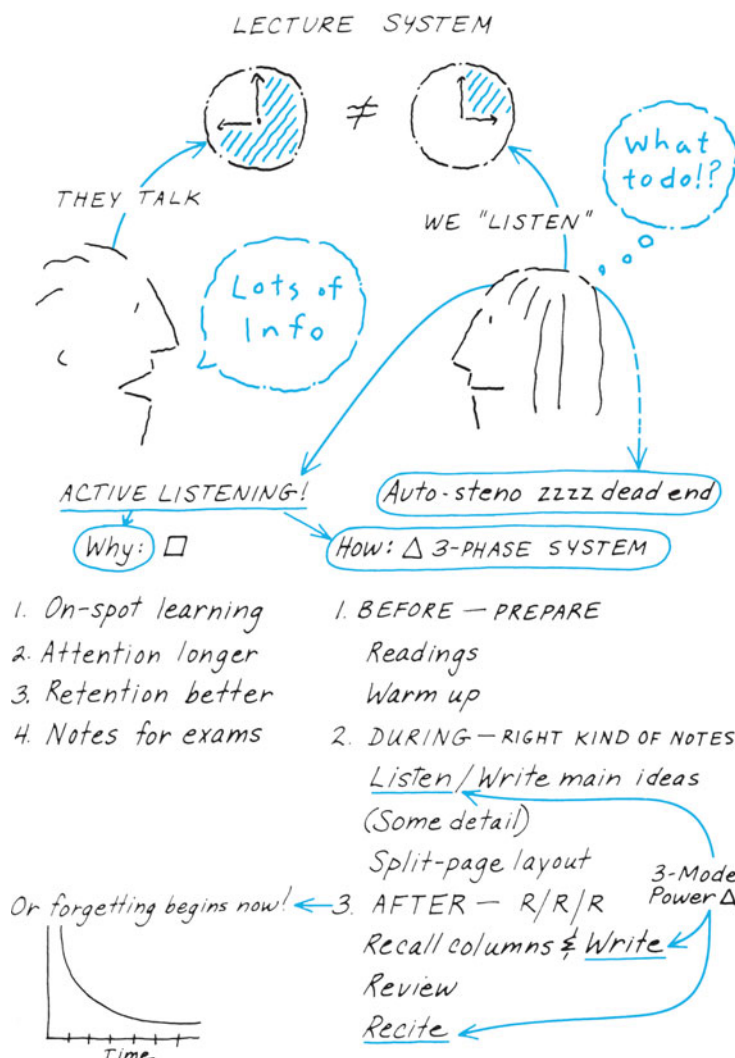 LECTURE SYSTEM
≠
What
to do!?
THEY TALK
WE "LISTEN"
Lots of
Info
ACTIVE LISTENING!
Auto-steno zzzz dead end
Why: □
How: △ 3-PHASE SYSTEM
1. On-spot learning
2. Attention longer
3. Retention better
4. Notes for exams
1. BEFORE — PREPARE
Readings
Warm up
2. DURING — RIGHT KIND OF NOTES
Listen / Write main ideas
(Some detail)
Split-page layout
3-Mode
Power △
Or forgetting begins now!
3. AFTER — R/R/R
Recall columns & Write
Review
Recite
Time